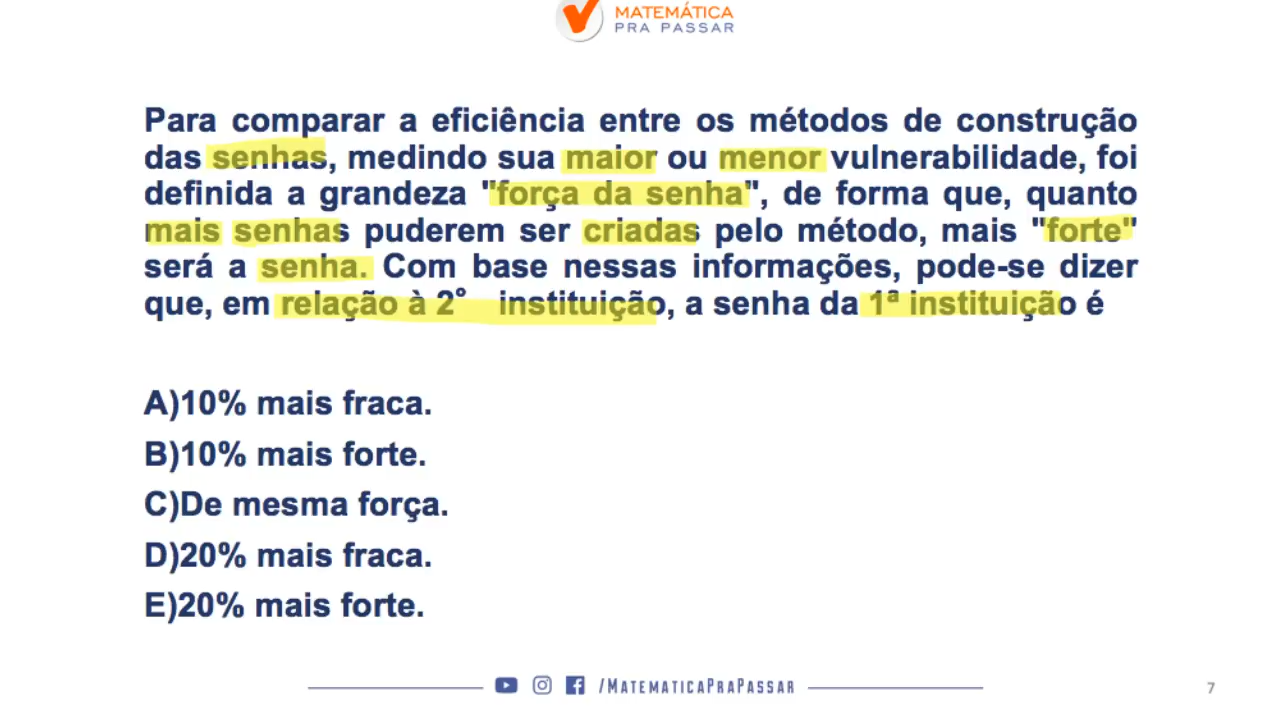 MATEMÁTICA
PRA PASSAR
Para comparar a eficiência entre os métodos de construção
das senhas, medindo sua maior ou menor vulnerabilidade, foi
definida a grandeza "força da senha", de forma que, quanto
mais senhas puderem ser criadas pelo método, mais "forte"
será a senha. Com base nessas informações, pode-se dizer
que, em relação à 2° instituição, a senha da 1ª instituição é
A)10% mais fraca.
B)10% mais forte.
C)De mesma força.
D)20% mais fraca.
E)20% mais forte.
/MATEMATICAPRAPASSAR
7